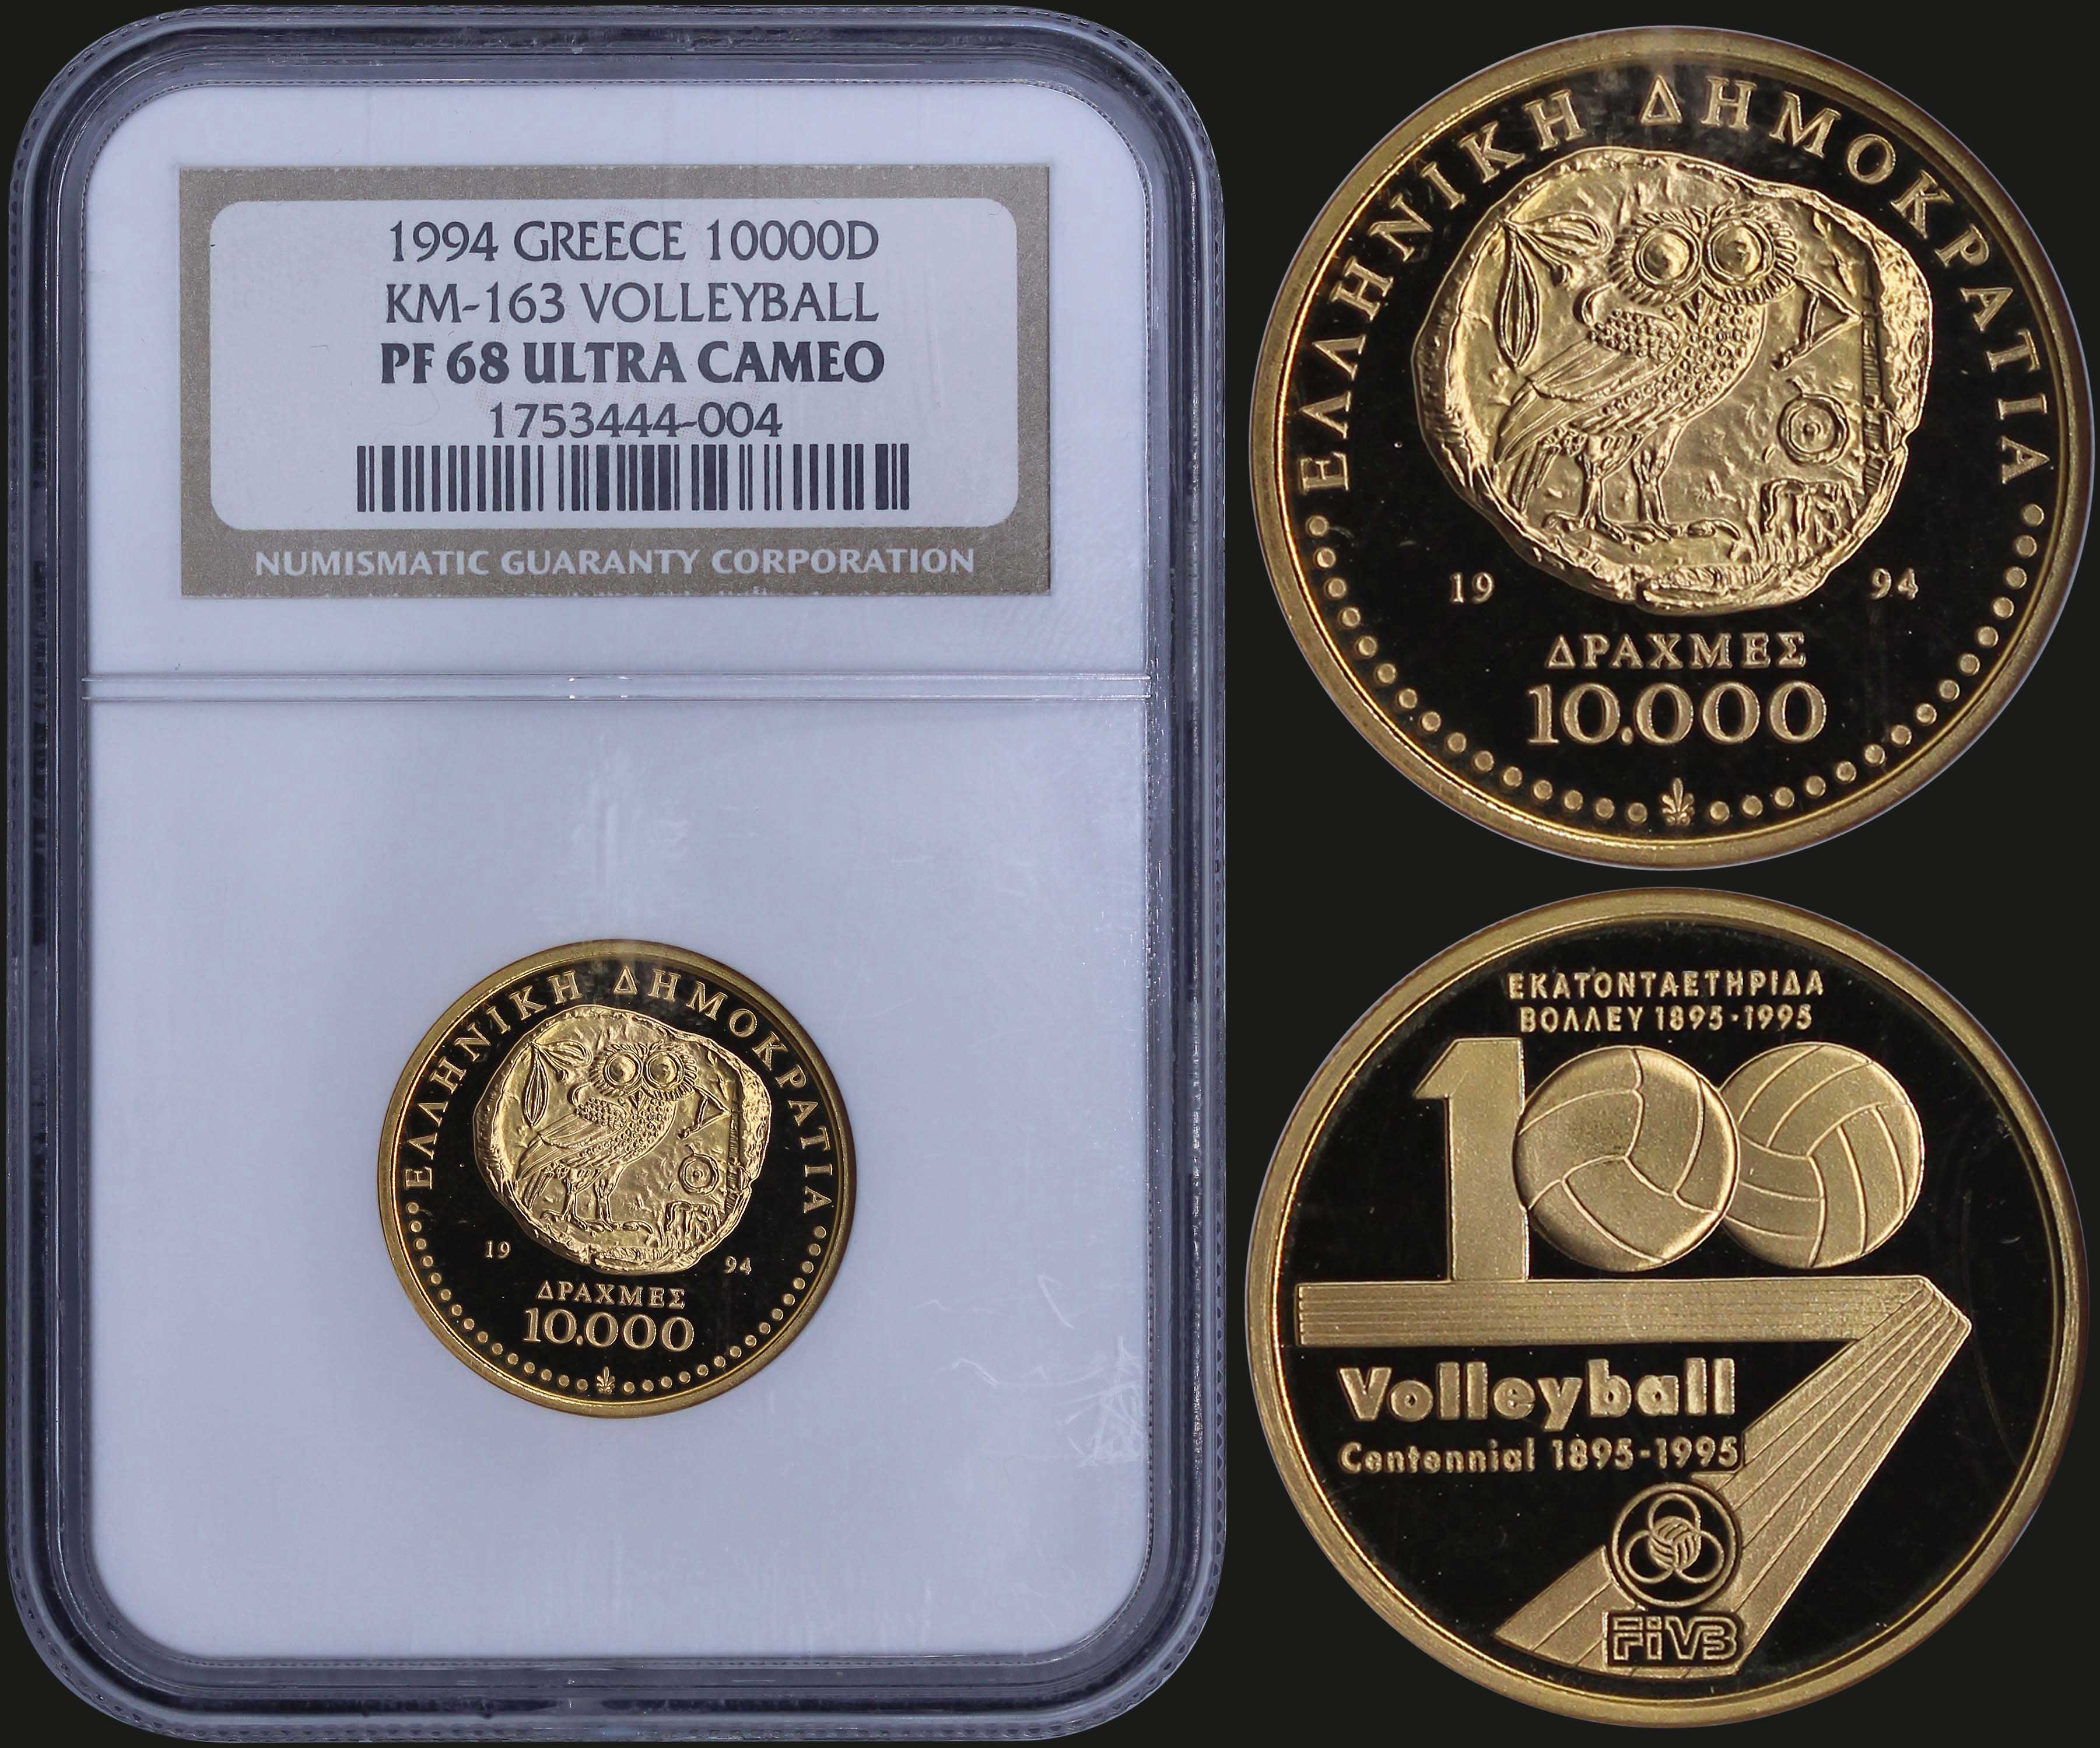 1994 GREECE 10000D
KM-163 VOLLEYBALL
PF 68 ULTRA CAMEO
1753444-004
NUMISMATIC GUARANTY CORPORATION
ΕΛΛΗΝΙΚΗ ΔΗΜΟΚΡΑΤΙΑ
19 94
ΔΡΑΧΜΕΣ
10.000
ΕΛΛΗΝΙΚΗ ΔΗΜΟΚΡΑΤΙΑ
19 94
ΔΡΑΧΜΕΣ
10.000
ΕΚΑΤΟΝΤΑΕΤΗΡΙΔΑ
ΒΟΛΛΕΥ 1895-1995
100
Volleyball
Centennial 1895-1995
FIVB